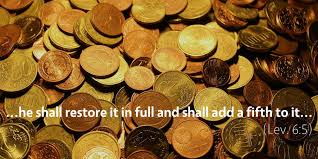 …he shall restore it in full and shall add a fifth to it…
(Lev. 6:5)